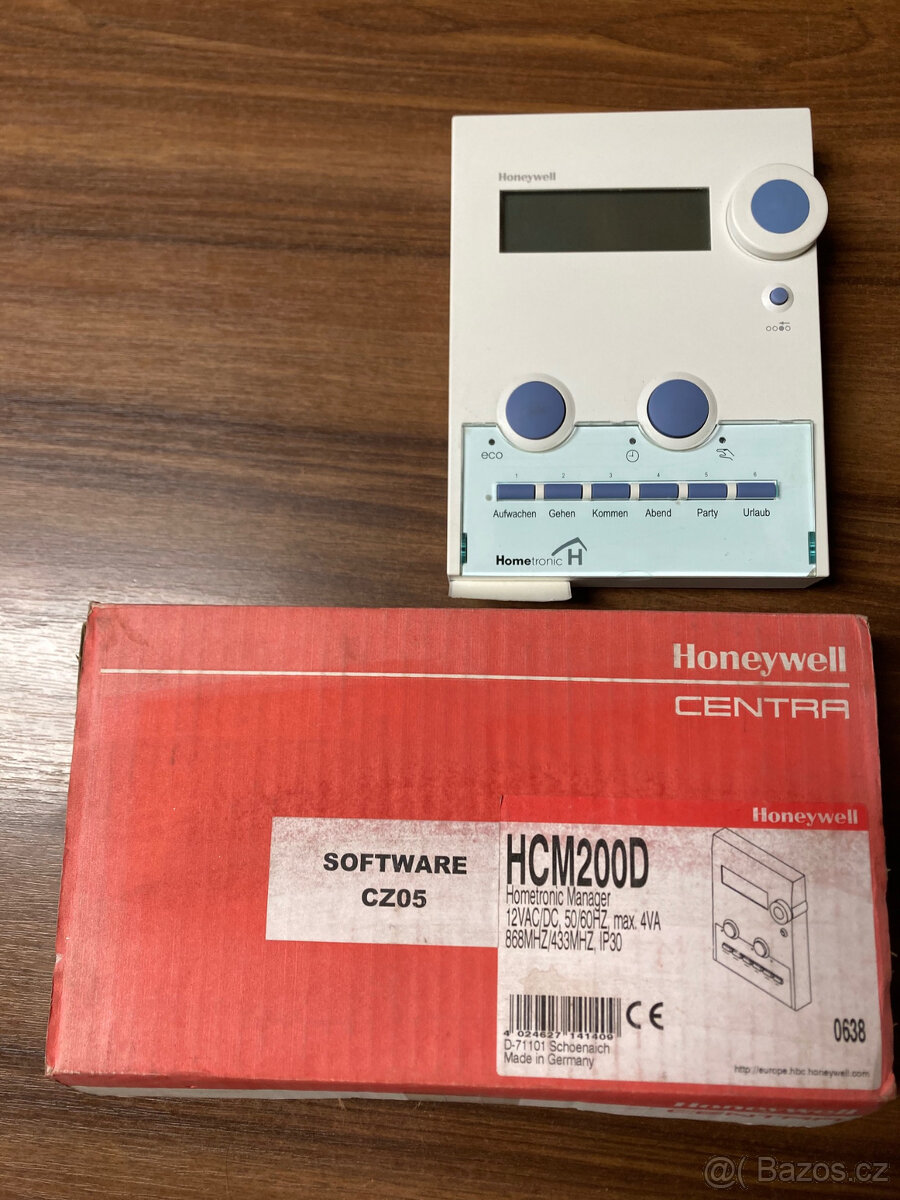 Honeywell
eco
1 2 3 4 5 6
Aufwachen Gehen Kommen Abend Party Urlaub
Hometronic H
Honeywell
CENTRA
Honeywell
SOFTWARE
CZ05
HCM200D
Hometronic Manager
12VAC/DC, 50/60HZ, max. 4VA
868MHZ/433MHZ, IP30
4 024627 141409
D-71101 Schoenaich
Made in Germany
0638
http://europe.hbc.honeywell.com
Honeywell
CENTRA
@( Bazos.cz